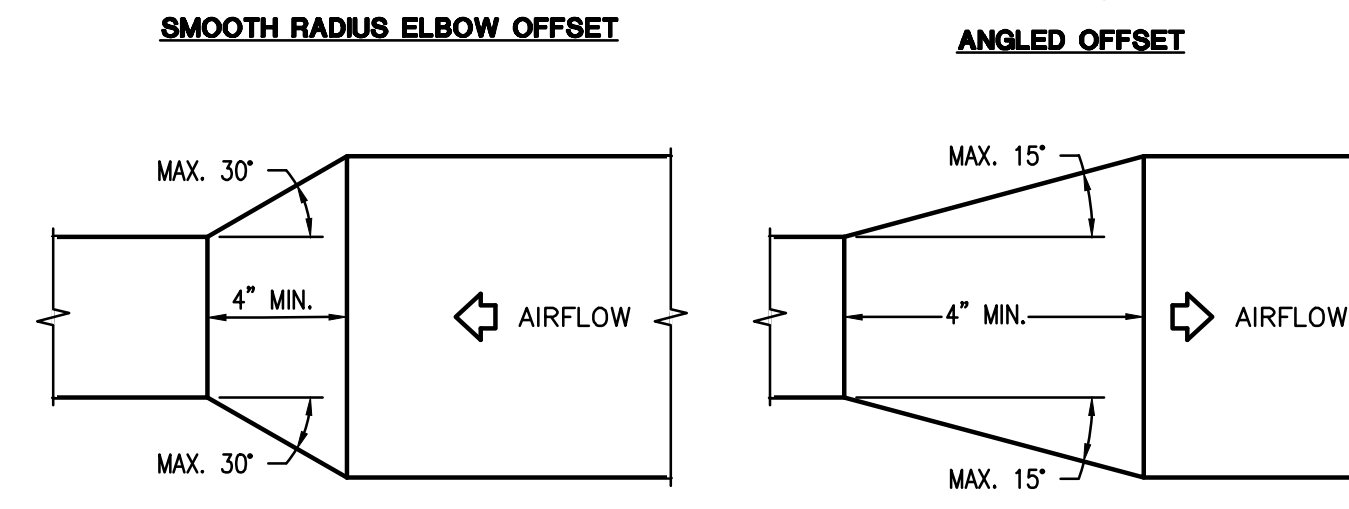 SMOOTH RADIUS ELBOW OFFSET
ANGLED OFFSET
MAX. 30°
4" MIN.
AIRFLOW
MAX. 30°
MAX. 15°
4" MIN.
AIRFLOW
MAX. 15°